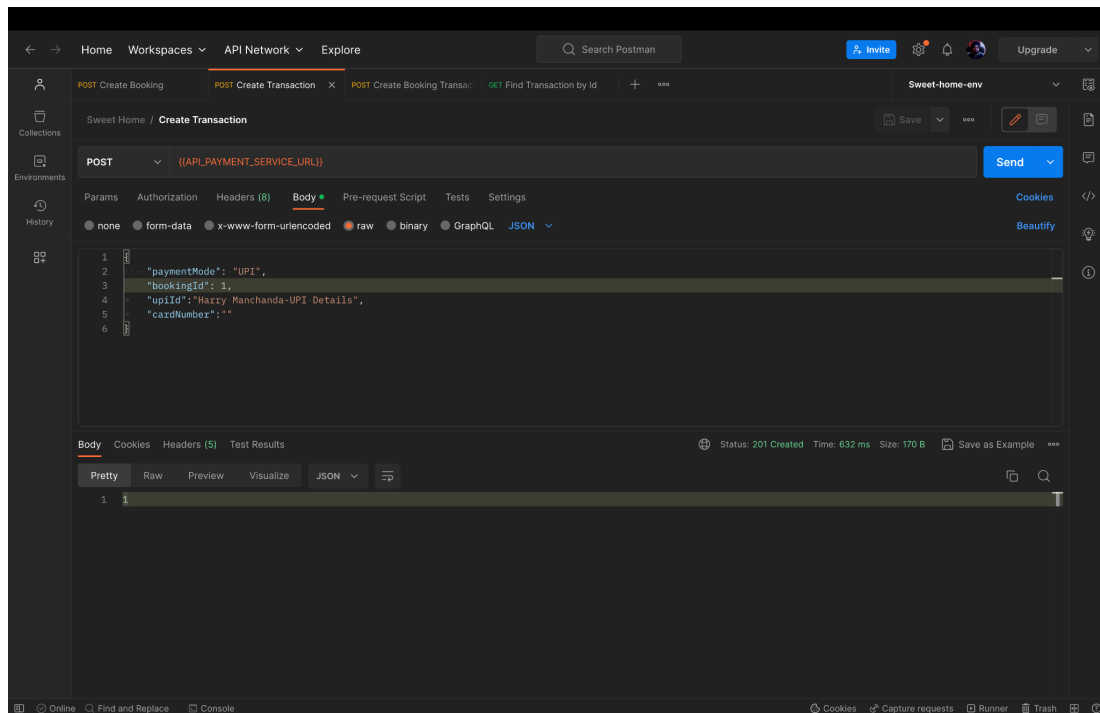 Home Workspaces API Network Explore Search Postman Invite Upgrade
POST Create Booking POST Create Transaction POST Create Booking Transac GET Find Transaction by Id Sweet-home-env
Sweet Home / Create Transaction Save
Collections
POST {{API_PAYMENT_SERVICE_URL}} Send
Environments
Params Authorization Headers (8) Body Pre-request Script Tests Settings Cookies
History
none form-data x-www-form-urlencoded raw binary GraphQL JSON Beautify
1 {
2 "paymentMode": "UPI",
3 "bookingId": 1,
4 "upiId":"Harry Manchanda-UPI Details",
5 "cardNumber":""
6 }
Body Cookies Headers (5) Test Results Status: 201 Created Time: 632 ms Size: 170 B Save as Example
Pretty Raw Preview Visualize JSON
1 1
Online Find and Replace Console Cookies Capture requests Runner Trash